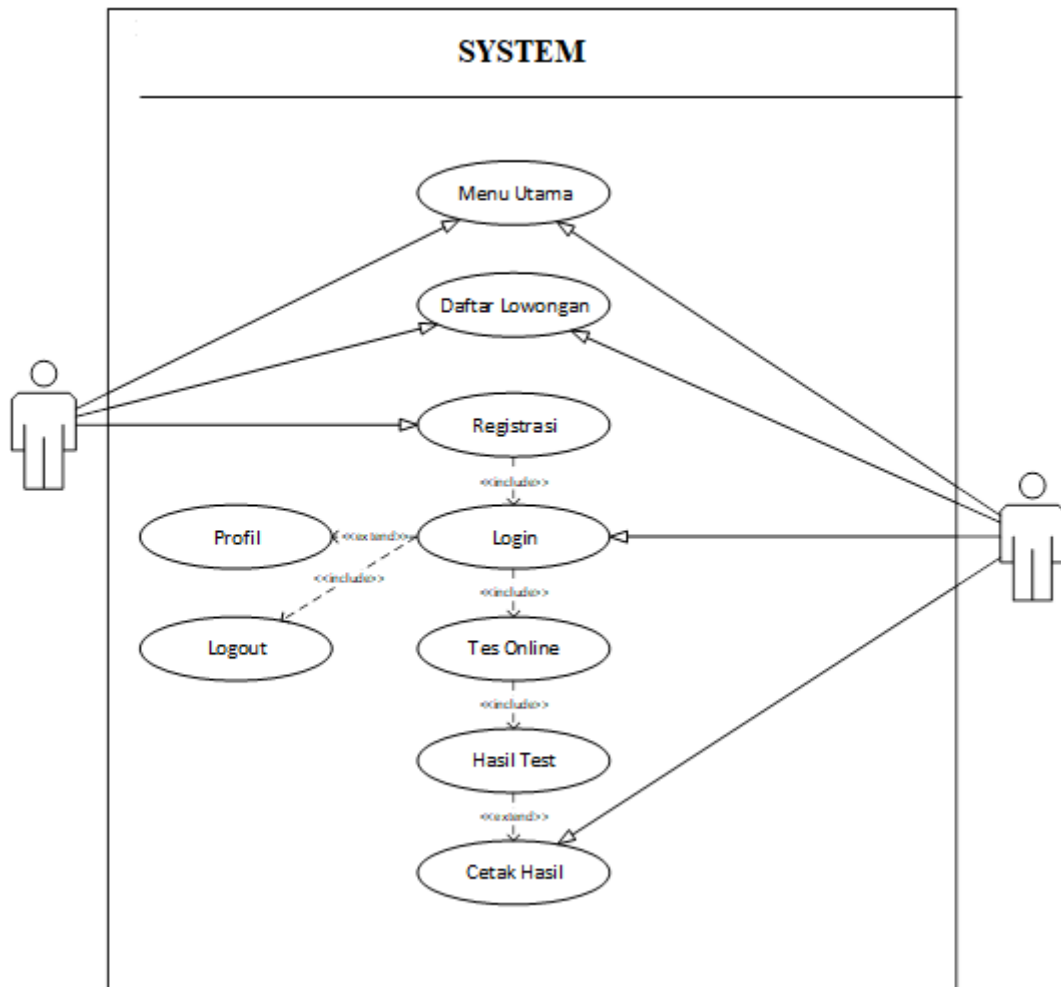 SYSTEM
Menu Utama
Daftar Lowongan
Registrasi
<<include>>
Profil
<<extend>>
Login
<<include>>
<<include>>
Logout
Tes Online
<<include>>
Hasil Test
<<extend>>
Cetak Hasil